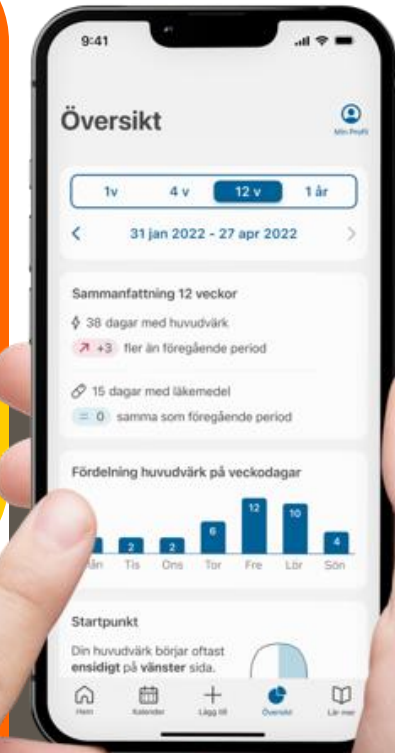 9:41
Översikt
Min Profil
1v 4 v 12 v 1 år
31 jan 2022 - 27 apr 2022
Sammanfattning 12 veckor
38 dagar med huvudvärk
+3 fler än föregående period
15 dagar med läkemedel
= 0 samma som föregående period
Fördelning huvudvärk på veckodagar
2 2 6 12 10 4
Tis Ons Tor Fre Lör Sön
Startpunkt
Din huvudvärk börjar oftast
ensidigt på vänster sida.
Hem Kalender Lägg till Översikt Lär mer